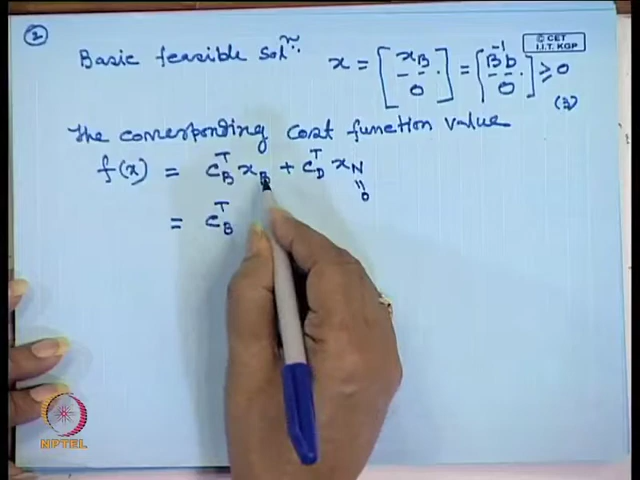 ②
© CET
I.I.T. KGP
Basic feasible solⁿ: x = [x_B / 0] = [B⁻¹b / 0] ≥ 0
(3)
The corresponding cost function value
f(x) = c_B^T x_B + c_D^T x_N
= 0
= c_B^T
NPTEL